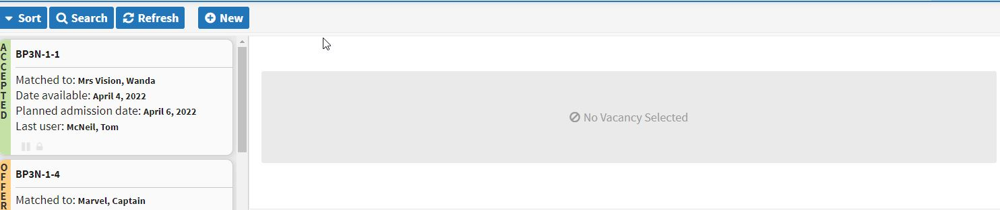 Sort Search Refresh New
ACCEPTED
BP3N-1-1
Matched to: Mrs Vision, Wanda
Date available: April 4, 2022
Planned admission date: April 6, 2022
Last user: McNeil, Tom
No Vacancy Selected
OFFER
BP3N-1-4
Matched to: Marvel, Captain